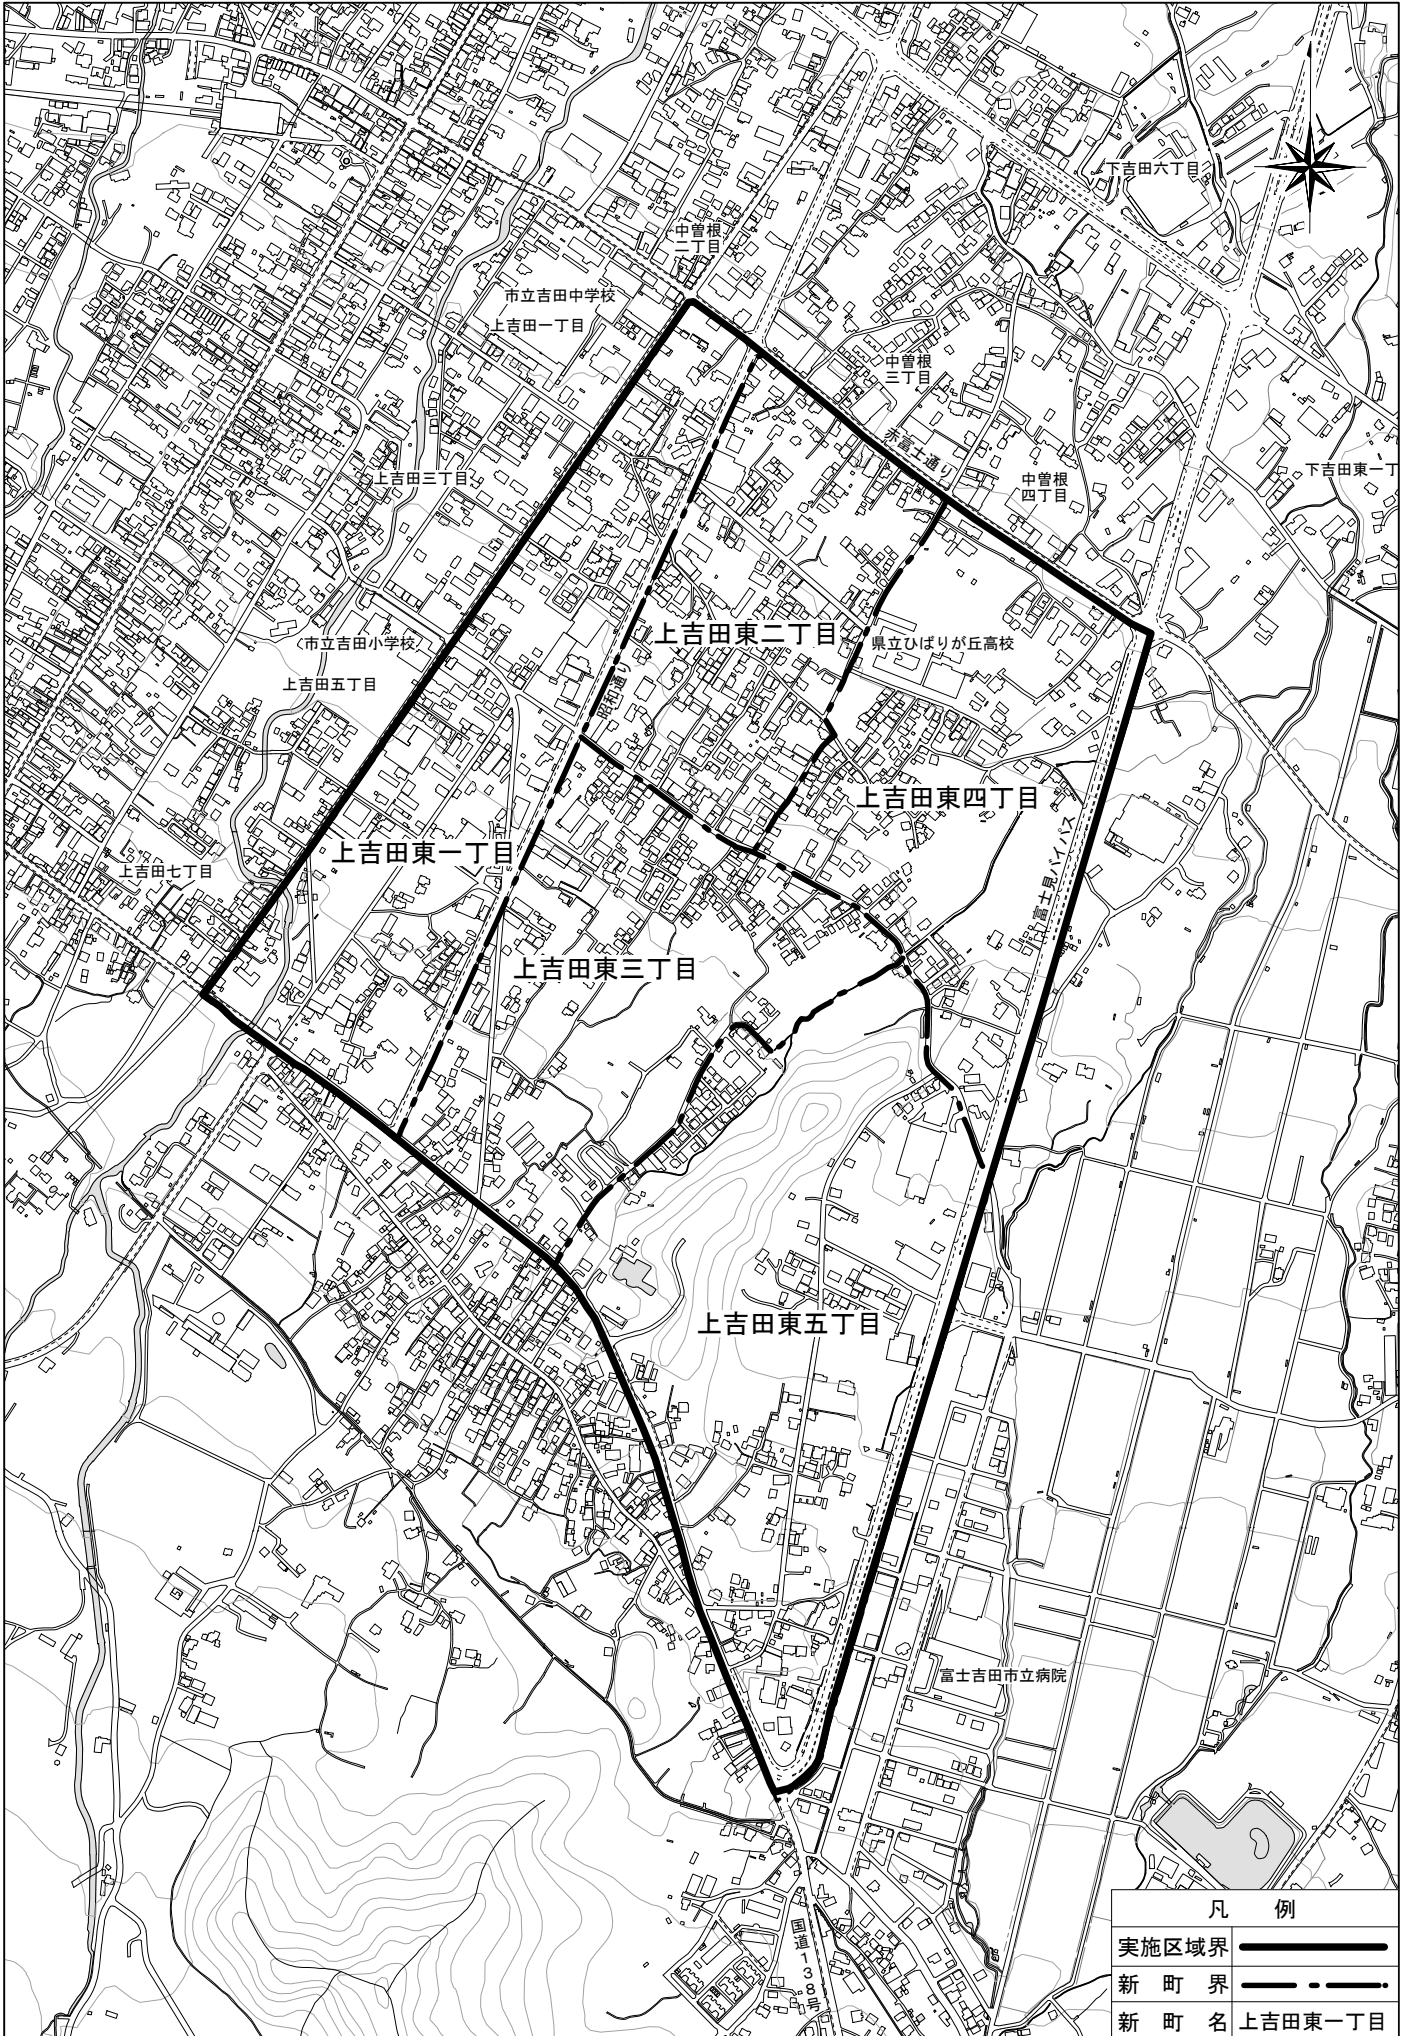 下吉田六丁目
中曽根
二丁目
市立吉田中学校
上吉田一丁目
中曽根
三丁目
赤富士通り
上吉田三丁目
中曽根
四丁目
下吉田東一丁
上吉田東二丁目
県立ひばりが丘高校
市立吉田小学校
上吉田五丁目
昭和通り
上吉田東四丁目
上吉田東一丁目
上吉田七丁目
富士見バイパス
上吉田東三丁目
上吉田東五丁目
富士吉田市立病院
国道138号
凡 例
実施区域界
新 町 界
新 町 名 上吉田東一丁目